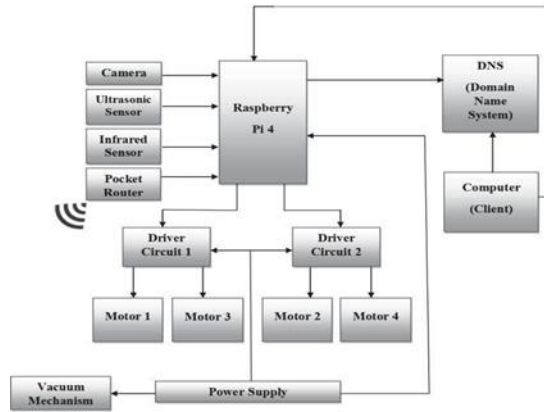 Camera
Ultrasonic
Sensor
Infrared
Sensor
Pocket
Router
Raspberry
Pi 4
DNS
(Domain
Name
System)
Computer
(Client)
Driver
Circuit 1
Driver
Circuit 2
Motor 1
Motor 3
Motor 2
Motor 4
Vacuum
Mechanism
Power Supply